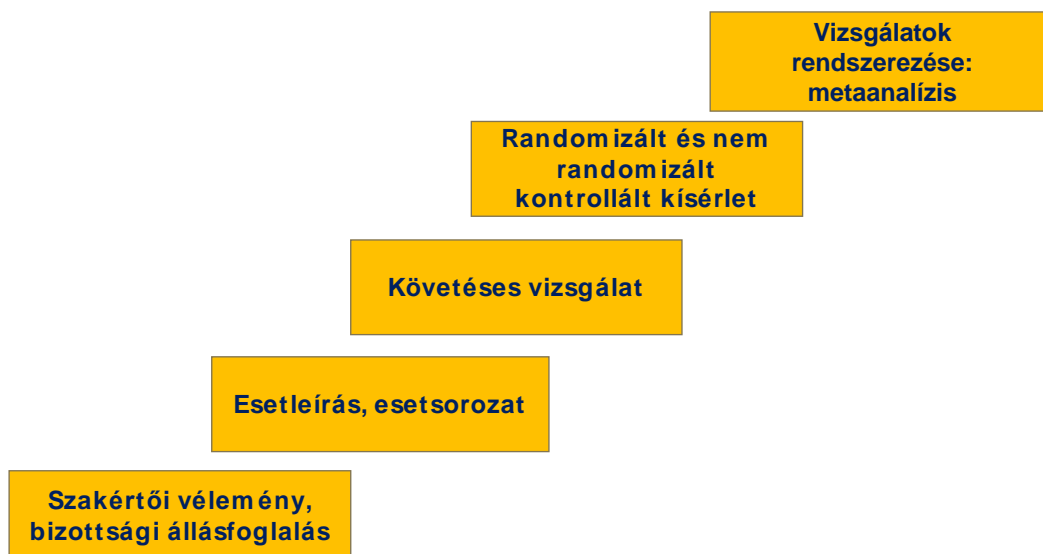 Vizsgálatok
rendszerezése:
metaanalízis
Randomizált és nem
randomizált
kontrollált kísérlet
Követéses vizsgálat
Esetleírás, esetsorozat
Szakértői vélemény,
bizottsági állásfoglalás